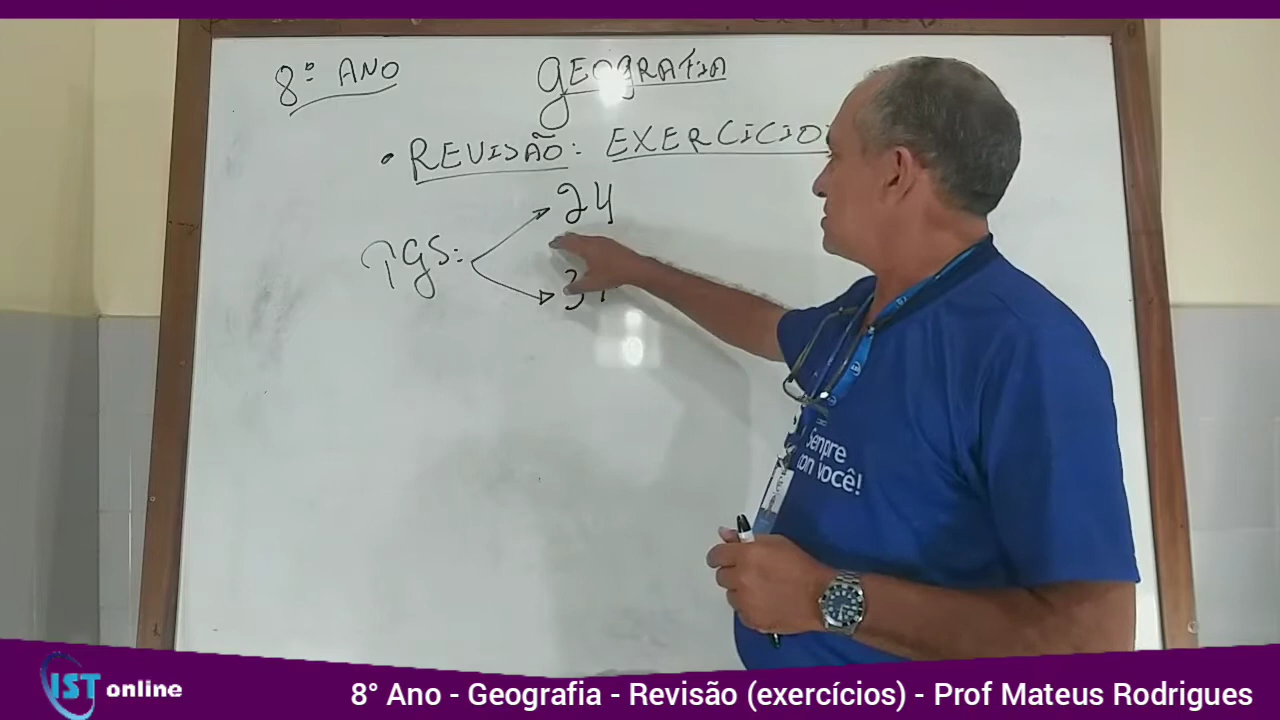 8º ANO
GEOGRAFIA
• REVISÃO: EXERCÍCIO
PGS:
24
Sempre
con você!
IST online
8° Ano - Geografia - Revisão (exercícios) - Prof Mateus Rodrigues